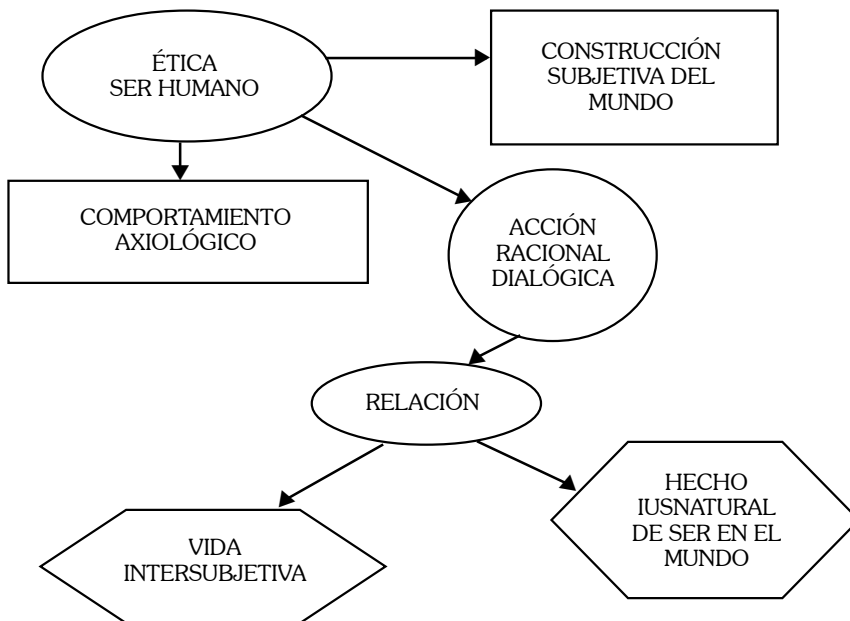 ÉTICA
SER HUMANO
CONSTRUCCIÓN
SUBJETIVA DEL
MUNDO
COMPORTAMIENTO
AXIOLÓGICO
ACCIÓN
RACIONAL
DIALÓGICA
RELACIÓN
HECHO
IUSNATURAL
DE SER EN EL
MUNDO
VIDA
INTERSUBJETIVA